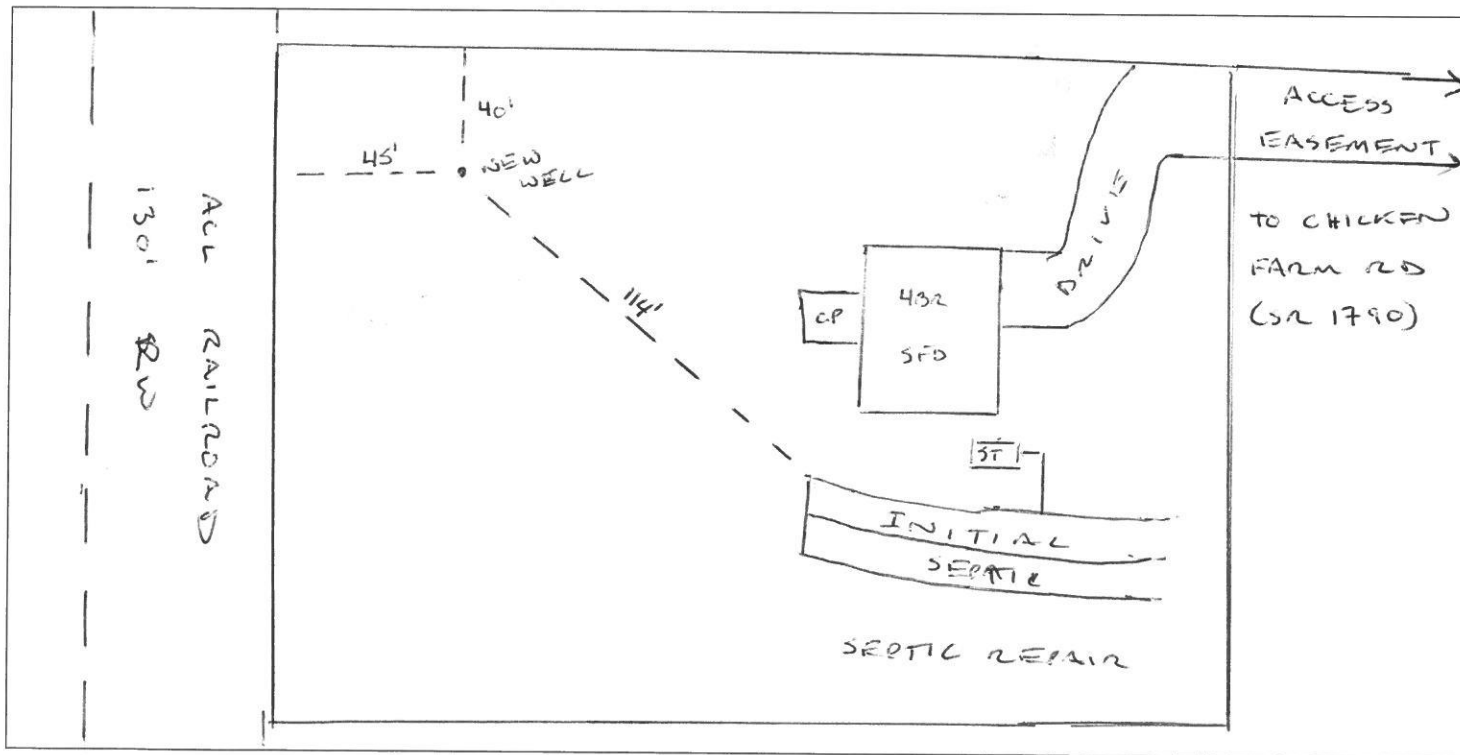 40'
45'
NEW
WELL
114'
ACL RAILROAD
130' RW
DRIVE
ACCESS
EASEMENT
TO CHICKEN
FARM RD
(SR 1790)
CP
4BR
SFD
ST
INITIAL
SEPTIC
SEPTIC REPAIR